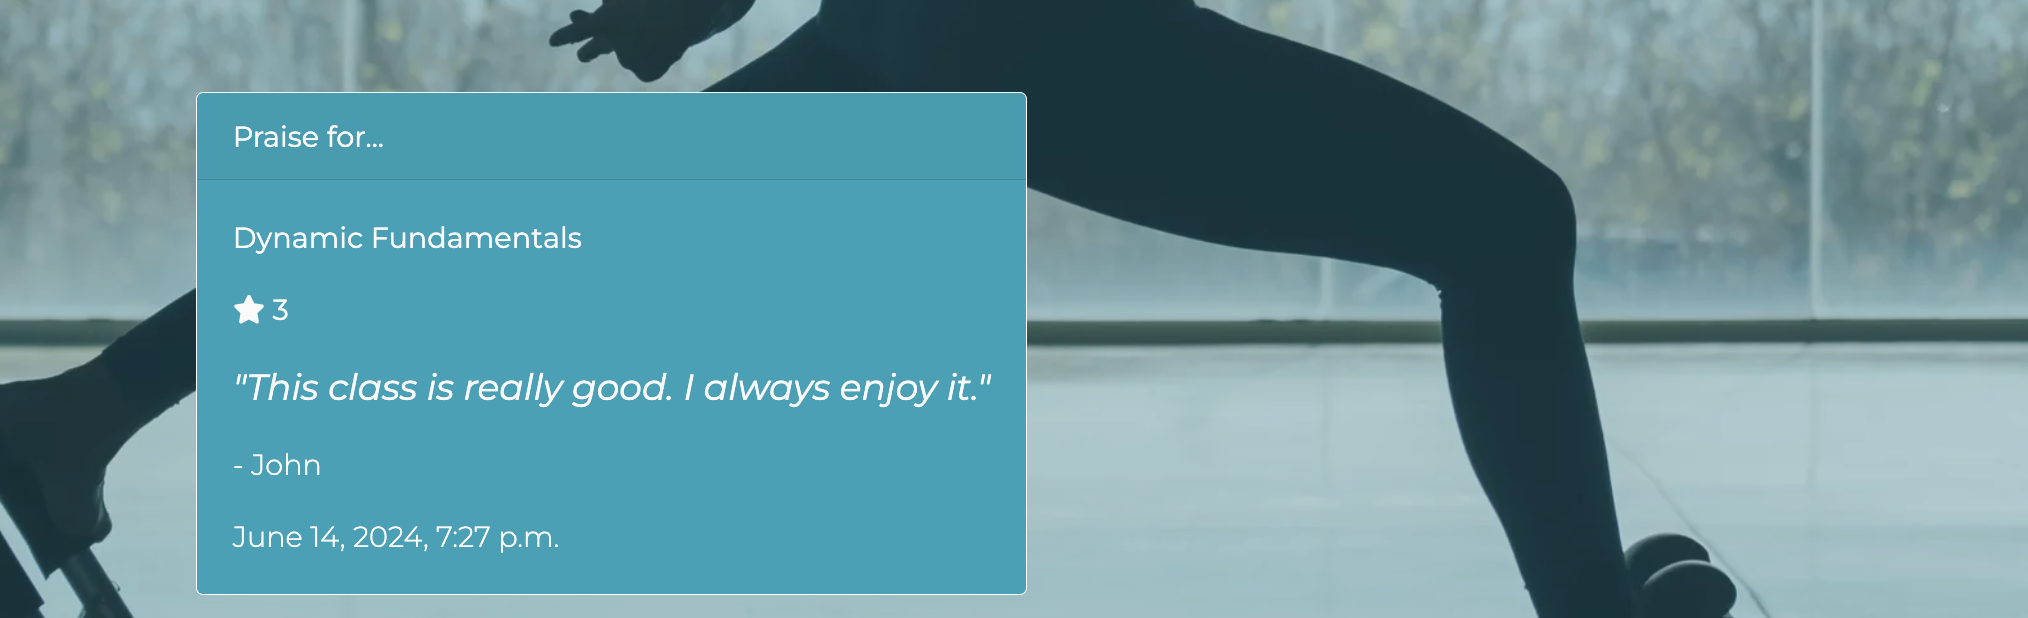 Praise for...
Dynamic Fundamentals
3
"This class is really good. I always enjoy it."
- John
June 14, 2024, 7:27 p.m.